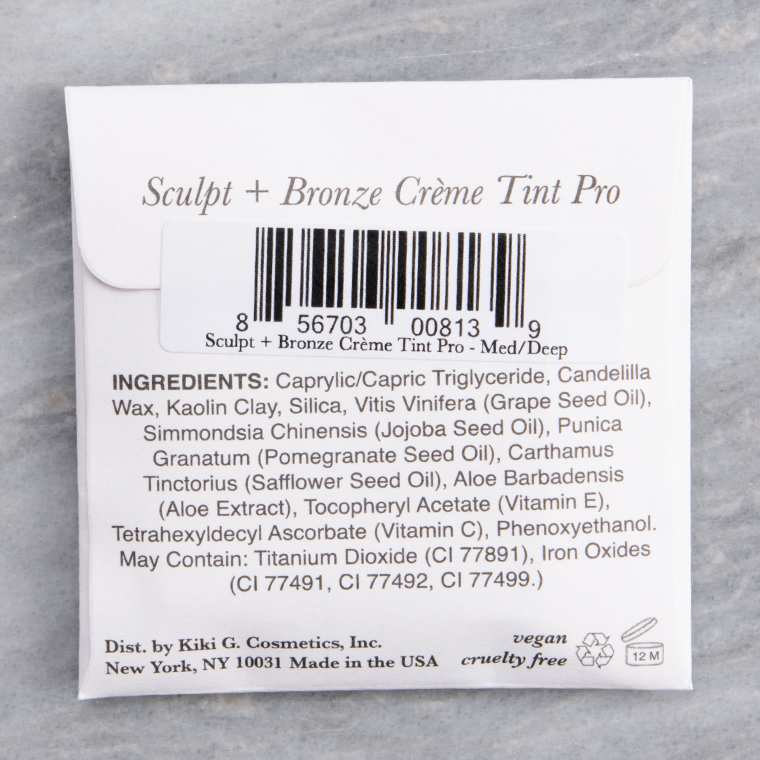 Sculpt + Bronze Crème Tint Pro
8 56703 00813 9
Sculpt + Bronze Crème Tint Pro - Med/Deep
INGREDIENTS: Caprylic/Capric Triglyceride, Candelilla
Wax, Kaolin Clay, Silica, Vitis Vinifera (Grape Seed Oil),
Simmondsia Chinensis (Jojoba Seed Oil), Punica
Granatum (Pomegranate Seed Oil), Carthamus
Tinctorius (Safflower Seed Oil), Aloe Barbadensis
(Aloe Extract), Tocopheryl Acetate (Vitamin E),
Tetrahexyldecyl Ascorbate (Vitamin C), Phenoxyethanol.
May Contain: Titanium Dioxide (CI 77891), Iron Oxides
(CI 77491, CI 77492, CI 77499.)
Dist. by Kiki G. Cosmetics, Inc.
New York, NY 10031 Made in the USA
vegan
cruelty free
12 M